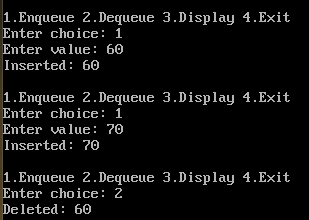 1.Enqueue 2.Dequeue 3.Display 4.Exit
Enter choice: 1
Enter value: 60
Inserted: 60
1.Enqueue 2.Dequeue 3.Display 4.Exit
Enter choice: 1
Enter value: 70
Inserted: 70
1.Enqueue 2.Dequeue 3.Display 4.Exit
Enter choice: 2
Deleted: 60